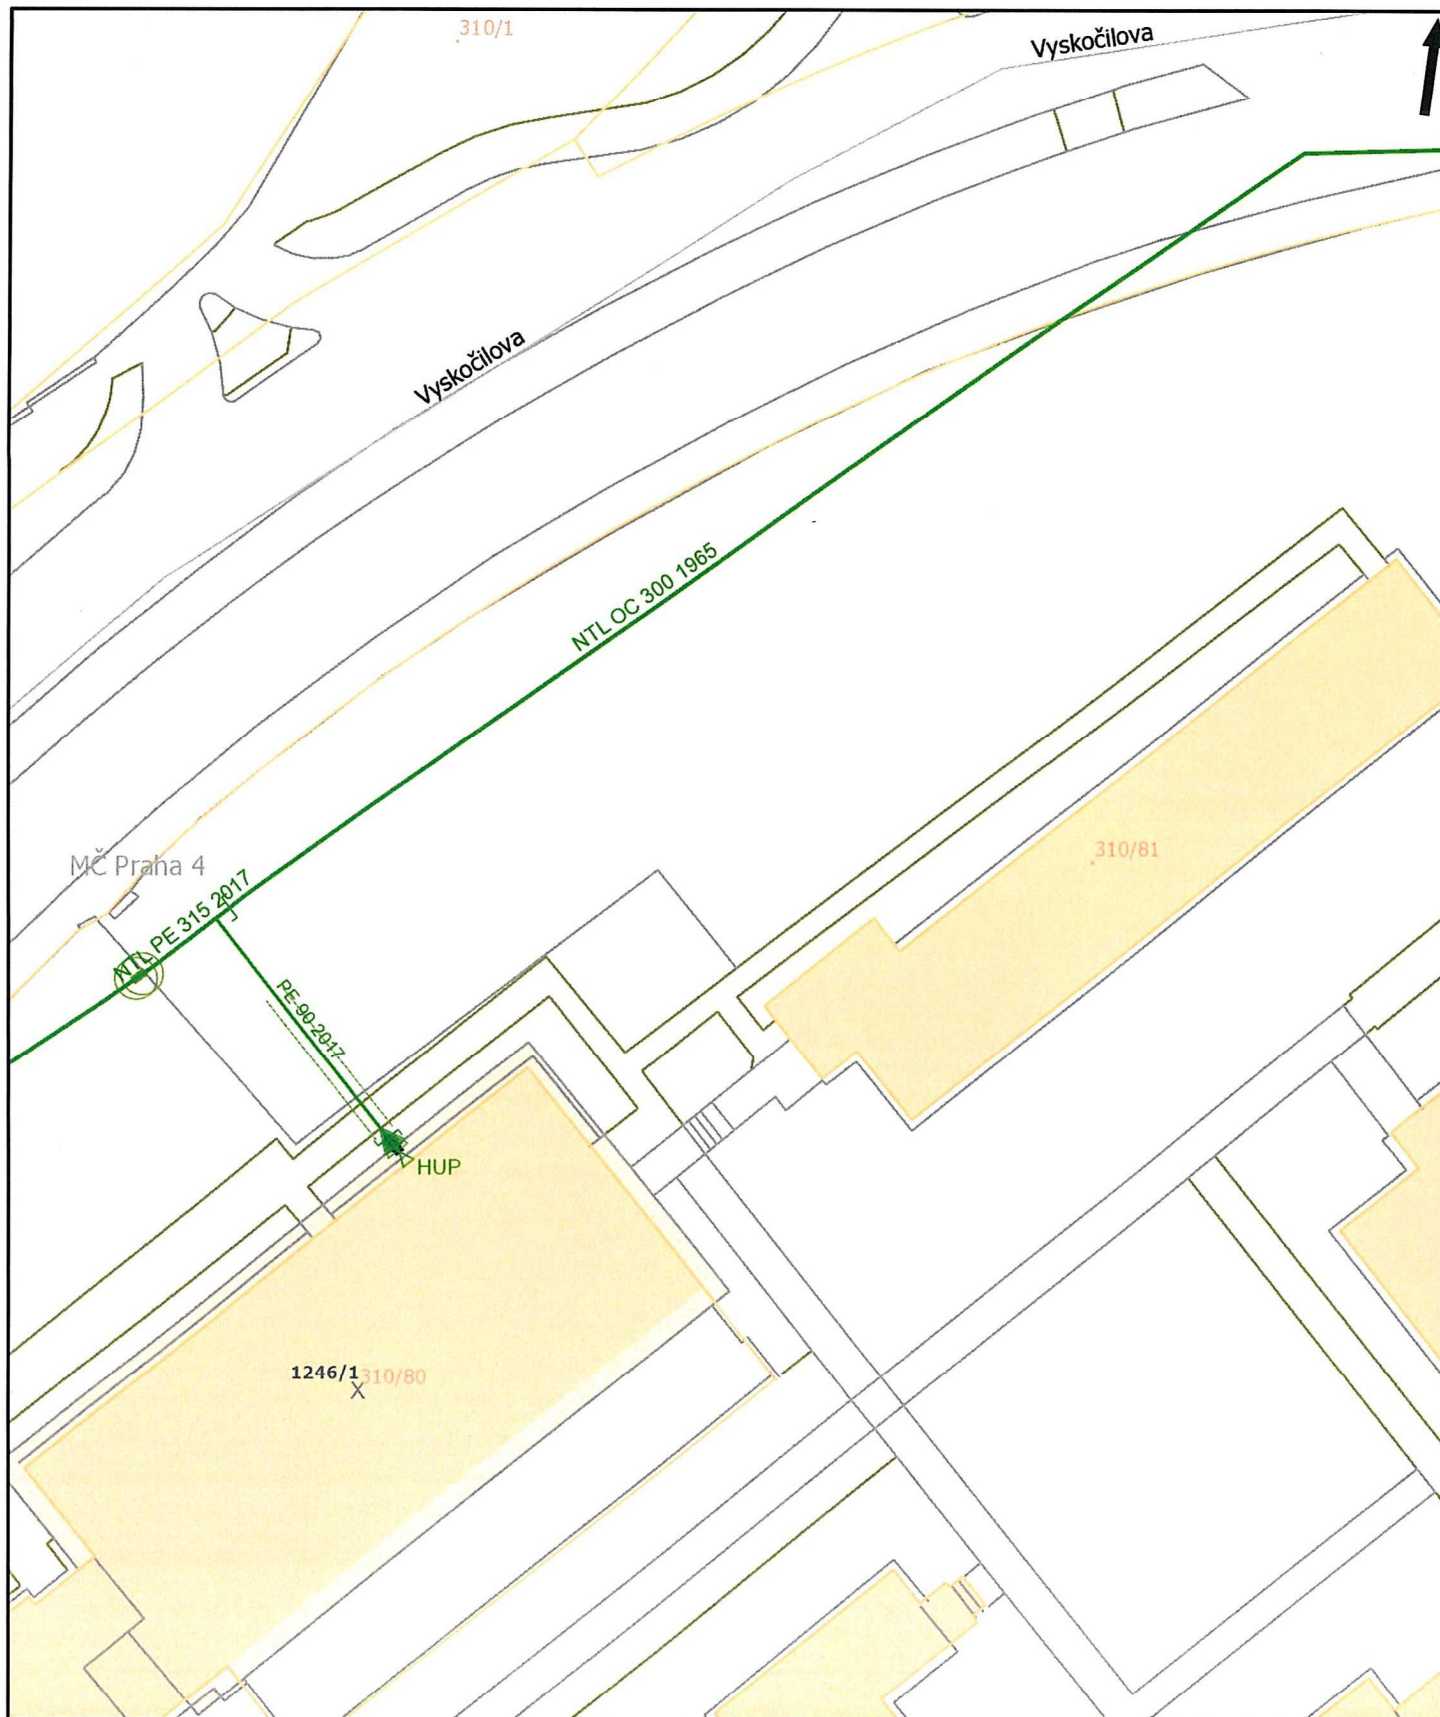 310/1
Vyskočilova
Vyskočilova
NTL OC 300 1965
MČ Praha 4
310/81
NTL PE 315 2017
PE 90 2017
HUP
1246/1
310/80
X